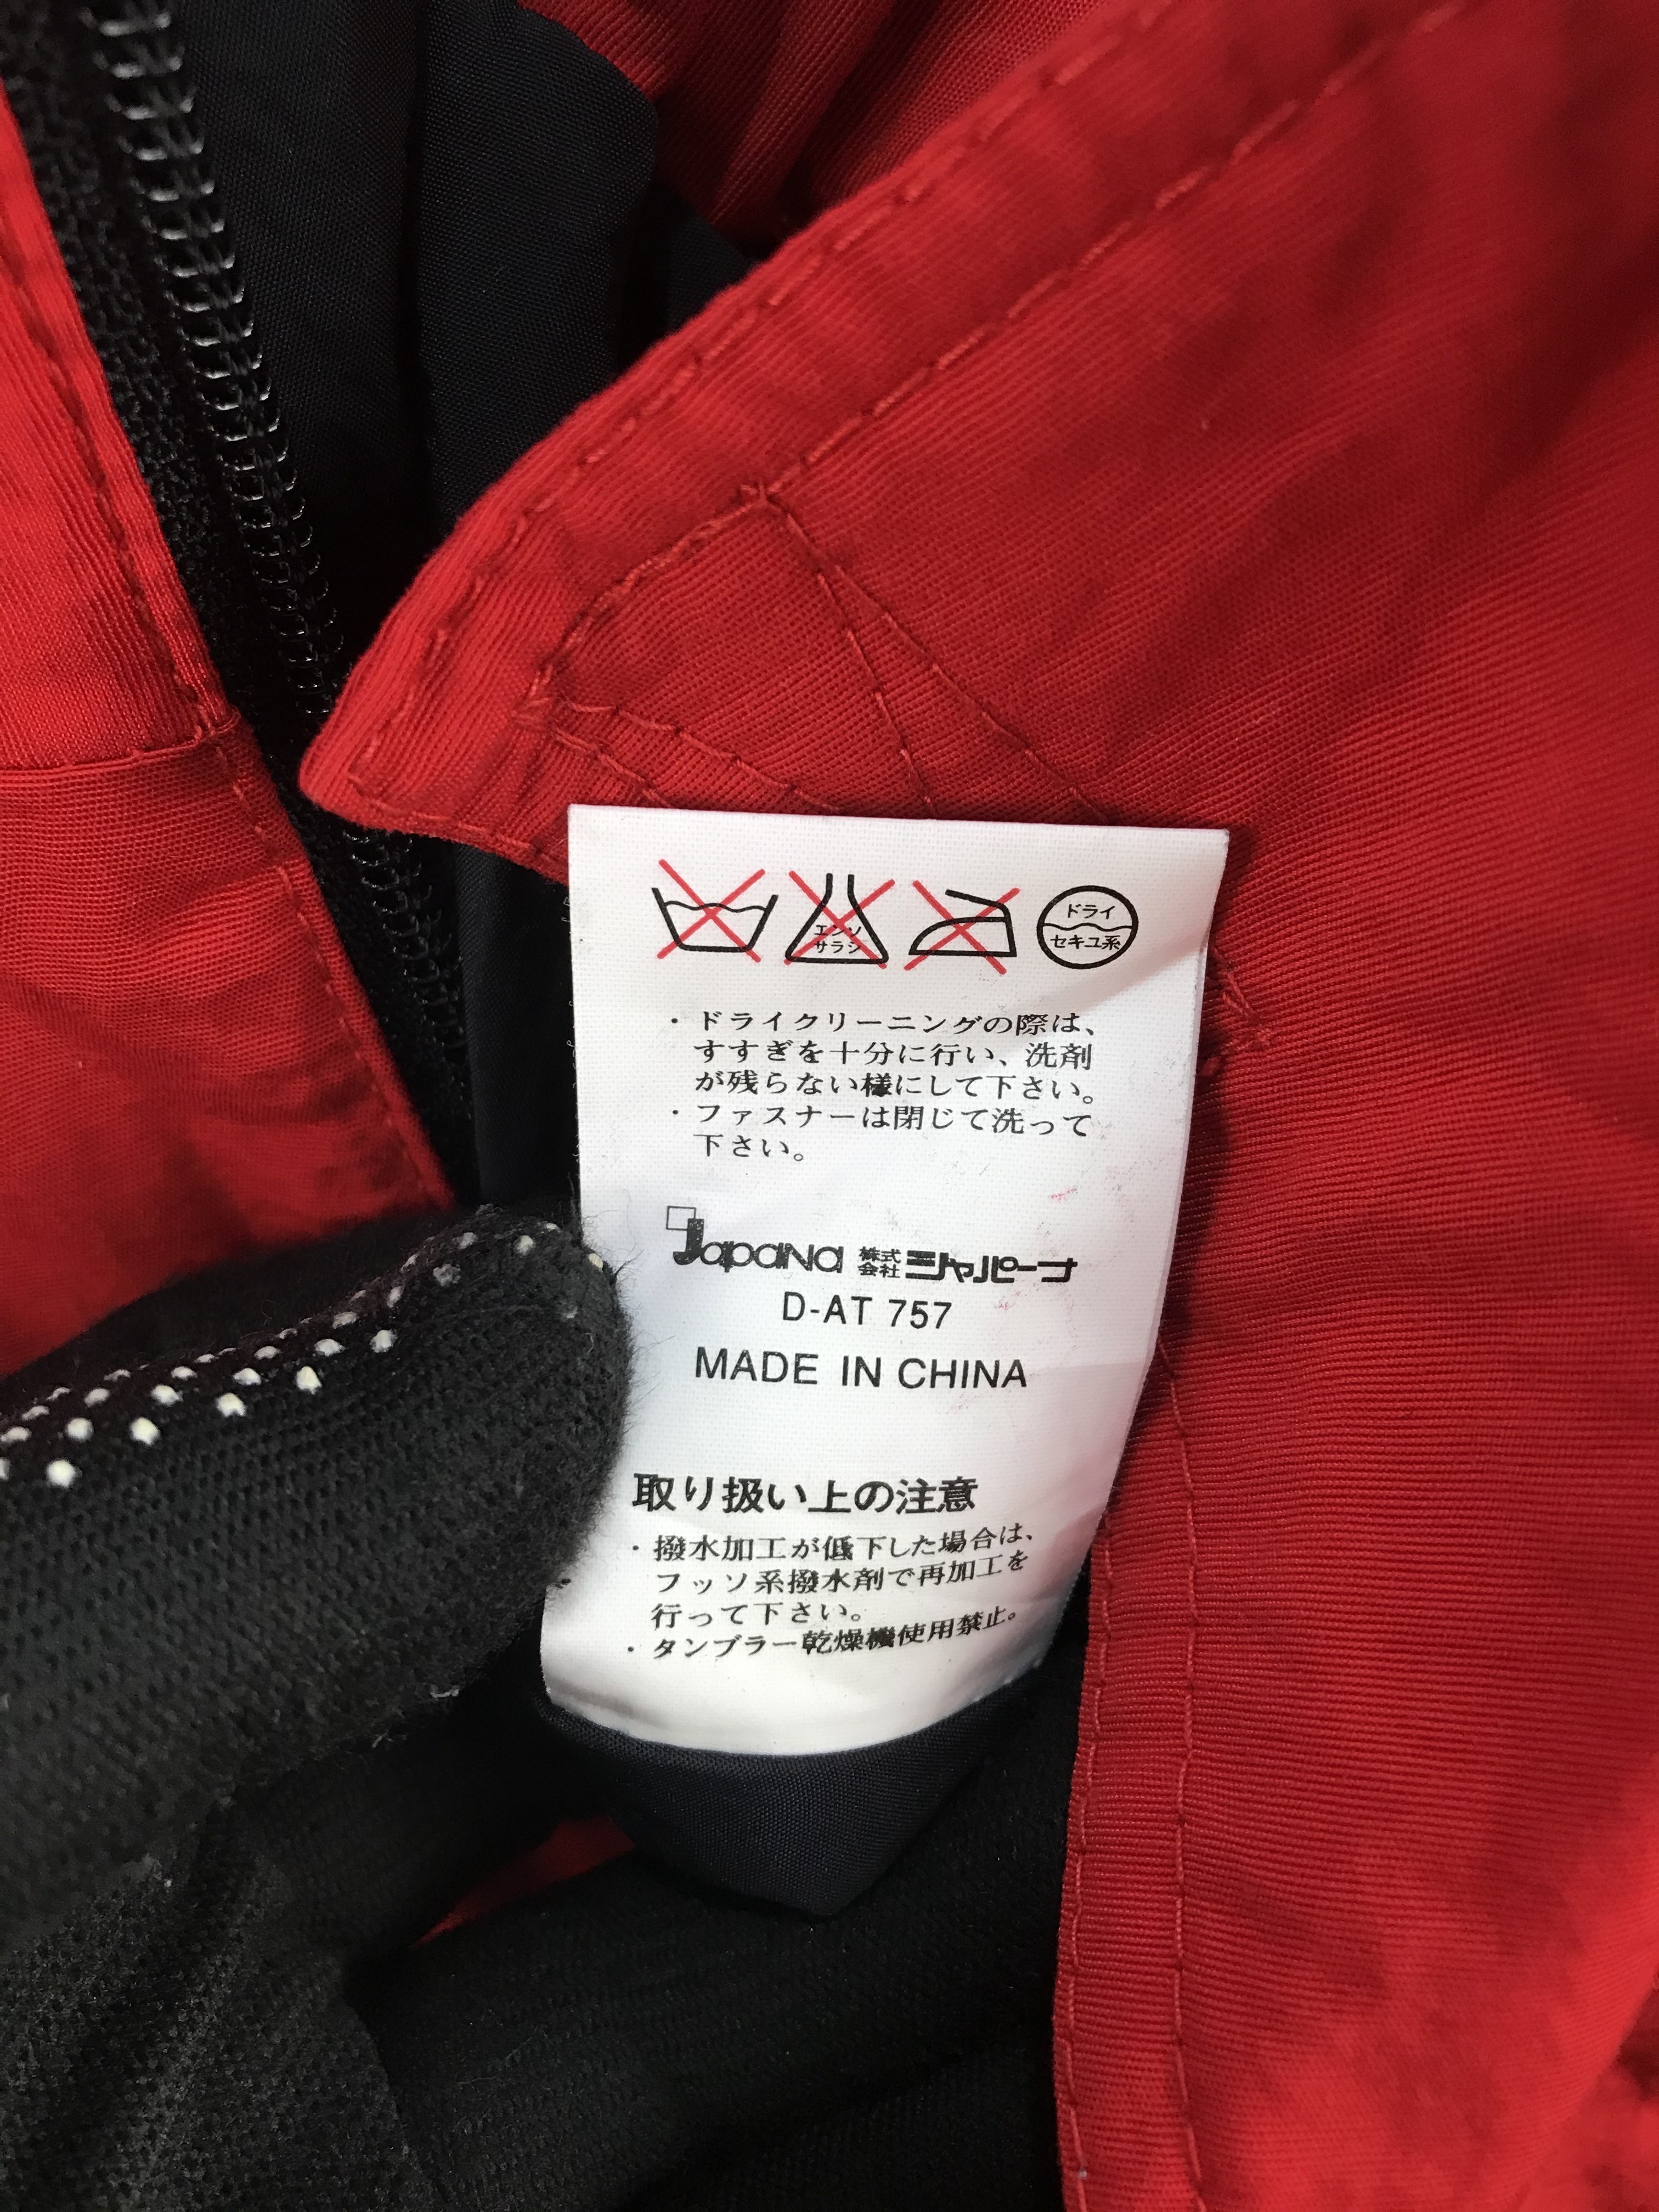 エンソ
サラシ
ドライ
セキユ系
・ドライクリーニングの際は、
すすぎを十分に行い、洗剤
が残らない様にして下さい。
・ファスナーは閉じて洗って
下さい。
JapaNa 株式会社 ジャパーナ
D-AT 757
MADE IN CHINA
取り扱い上の注意
・撥水加工が低下した場合は、
フッソ系撥水剤で再加工を
行って下さい。
・タンブラー乾燥機使用禁止。